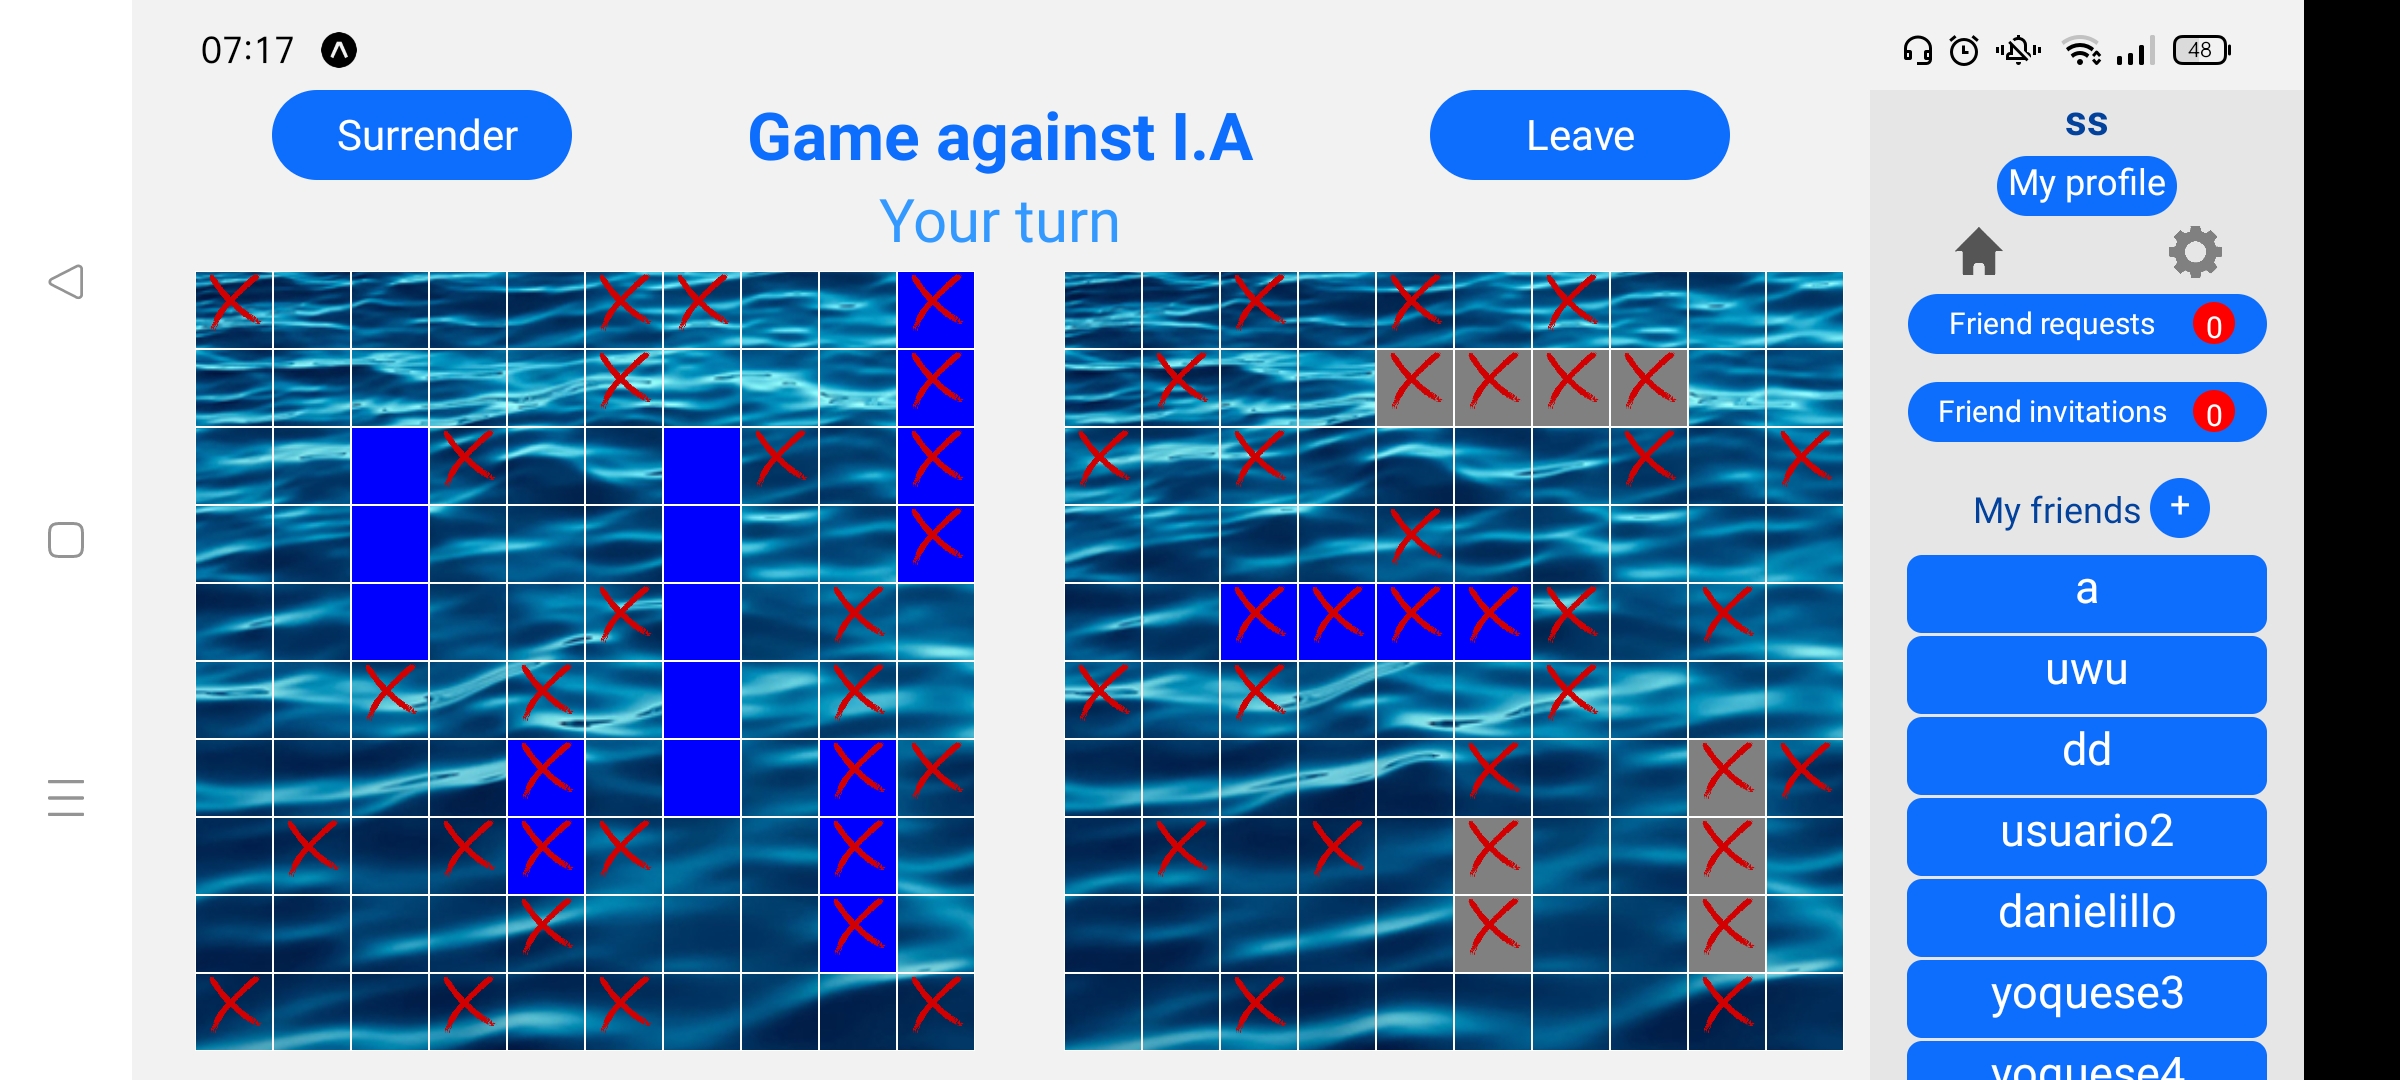 07:17
48
Surrender
Game against I.A
Leave
Your turn
ss
My profile
Friend requests 0
Friend invitations 0
My friends +
a
uwu
dd
usuario2
danielillo
yoquese3
yoquese4